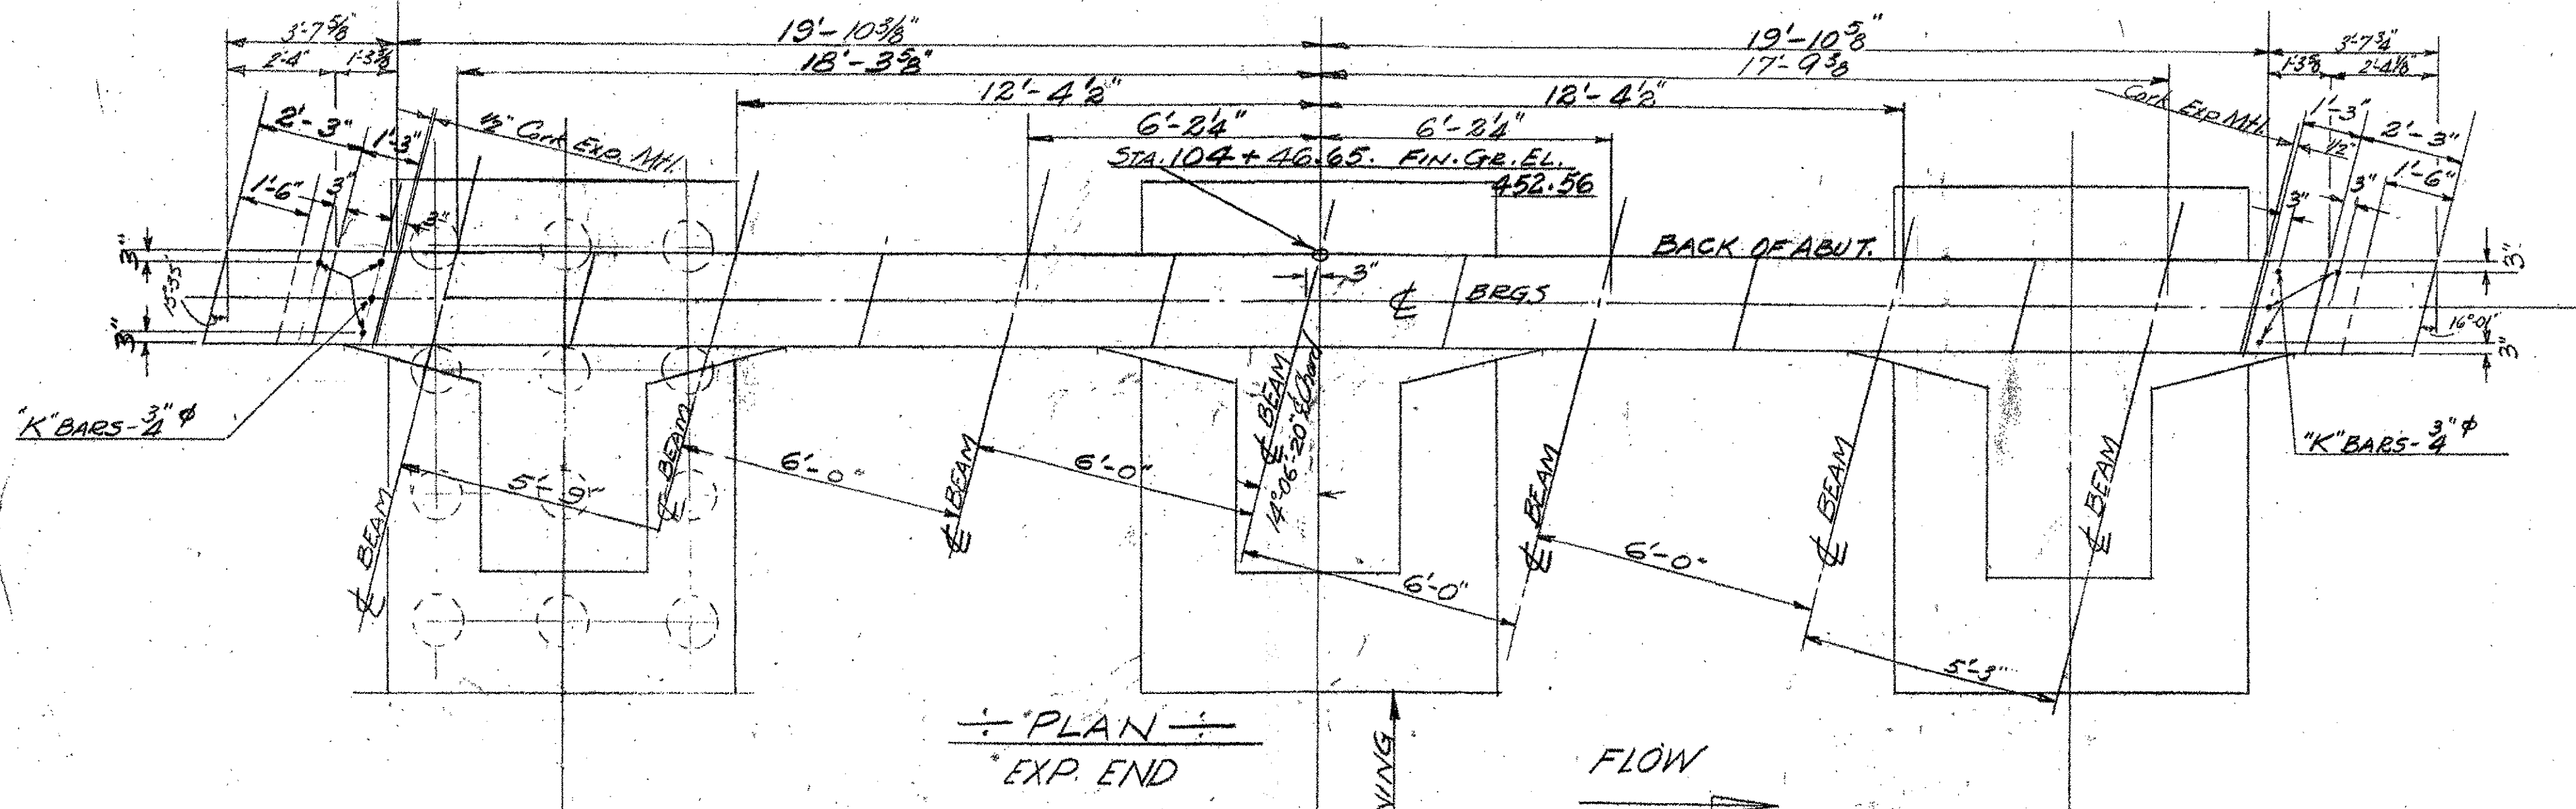 3'-7 5/8"
19'-10 3/8"
19'-10 5/8"
3'-7 3/4"
2'-4"
1'-3 5/8
18'-3 5/8"
17'-9 3/8
1'-3 5/8
2'-4 1/8"
12'-4 1/2"
12'-4 1/2"
2'-3"
1'-3"
1/2" Cork Exp. Mtl.
6'-2 1/4"
6'-2 1/4"
Cork Exp. Mtl.
1'-3"
2'-3"
1/2"
STA. 104 + 46.65. FIN. GR. EL.
452.56
1'-6"
3"
3"
3"
3"
1'-6"
BACK OF ABUT.
3"
3"
3"
℄ BRGS
15°-35'
16°-01'
3"
3"
"K" BARS - 3/4" φ
"K" BARS - 3/4" φ
℄ BEAM
℄ BEAM
℄ BEAM
℄ BEAM
14°-06'-20" ℄ Chord
℄ BEAM
℄ BEAM
℄ BEAM
5'-9"
6'-0"
6'-0"
6'-0"
6'-0"
5'-3"
÷ PLAN ÷
EXP. END
VING
FLOW